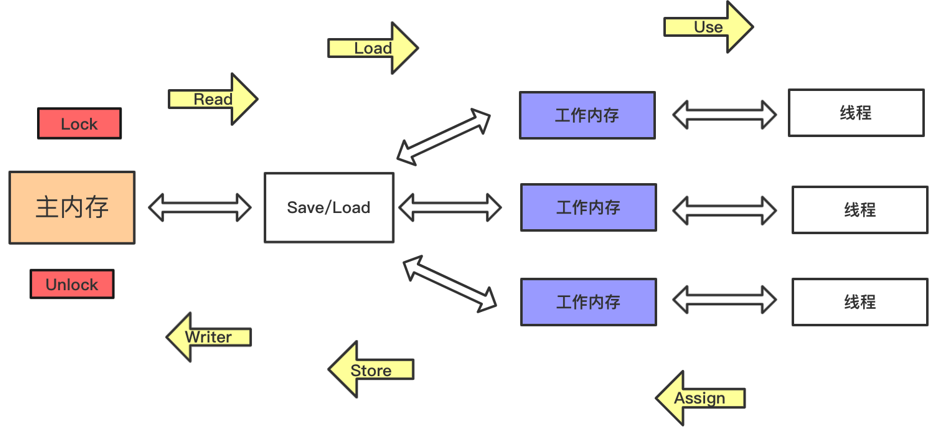 Use
Load
Read
Lock
工作内存
线程
主内存
Save/Load
工作内存
线程
Unlock
工作内存
线程
Writer
Store
Assign